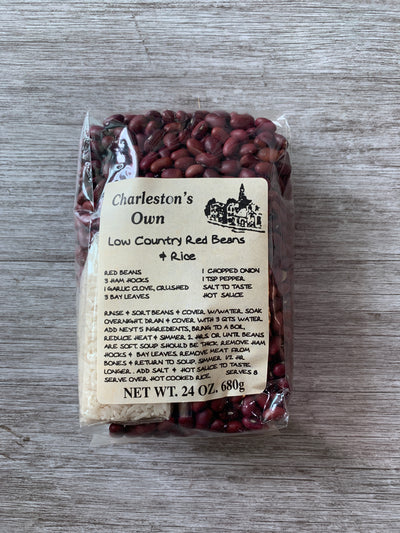 Charleston's
Own
Low Country Red Beans
& Rice
RED BEANS 1 CHOPPED ONION
3 HAM HOCKS 1 TSP PEPPER
1 GARLIC CLOVE, CRUSHED SALT TO TASTE
3 BAY LEAVES HOT SAUCE
RINSE & SORT BEANS & COVER W/WATER. SOAK
OVERNIGHT. DRAIN & COVER WITH 3 QTS WATER.
ADD NEXT 5 INGREDIENTS, BRING TO A BOIL,
REDUCE HEAT & SIMMER 2 HRS OR UNTIL BEANS
ARE SOFT. SOUP SHOULD BE THICK. REMOVE HAM
HOCKS & BAY LEAVES. REMOVE MEAT FROM
BONES & RETURN TO SOUP. SIMMER 1/2 HR
LONGER. ADD SALT & HOT SAUCE TO TASTE.
SERVE OVER HOT COOKED RICE. SERVES 8
NET WT. 24 OZ. 680g